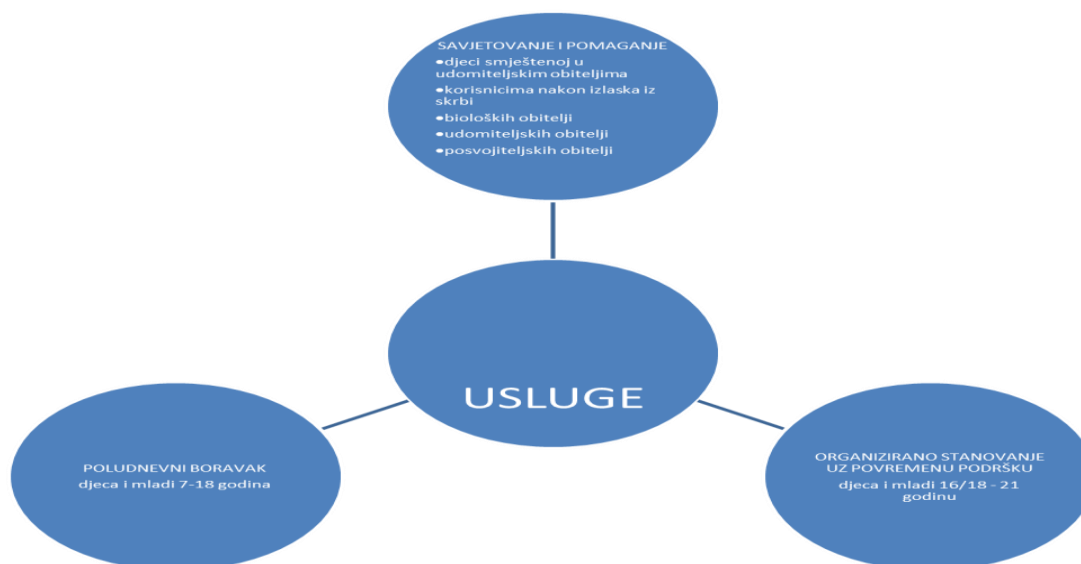 SAVJETOVANJE I POMAGANJE
•djeci smještenoj u
udomiteljskim obiteljima
•korisnicima nakon izlaska iz
skrbi
•bioloških obitelji
•udomiteljskih obitelji
•posvojiteljskih obitelji
USLUGE
POLUDNEVNI BORAVAK
djeca i mladi 7-18 godina
ORGANIZIRANO STANOVANJE
UZ POVREMENU PODRŠKU
djeca i mladi 16/18 - 21
godinu